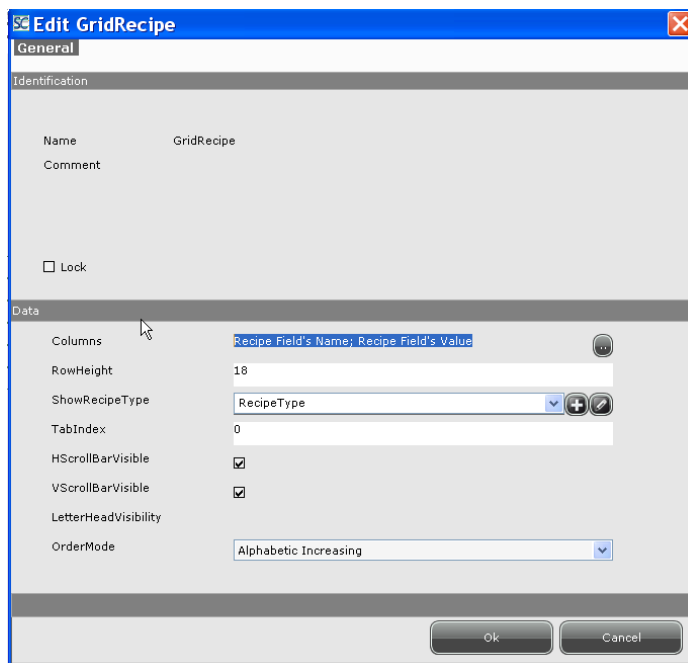 SC Edit GridRecipe
General
Identification
Name GridRecipe
Comment
Lock
Data
Columns Recipe Field's Name; Recipe Field's Value ..
RowHeight 18
ShowRecipeType RecipeType
TabIndex 0
HScrollBarVisible
VScrollBarVisible
LetterHeadVisibility
OrderMode Alphabetic Increasing
Ok Cancel